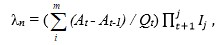 λₙ = (∑ᵢᵐ (Aₜ - Aₜ₋₁) / Qₜ) ∏ₜ₊₁ʲ Iⱼ ,